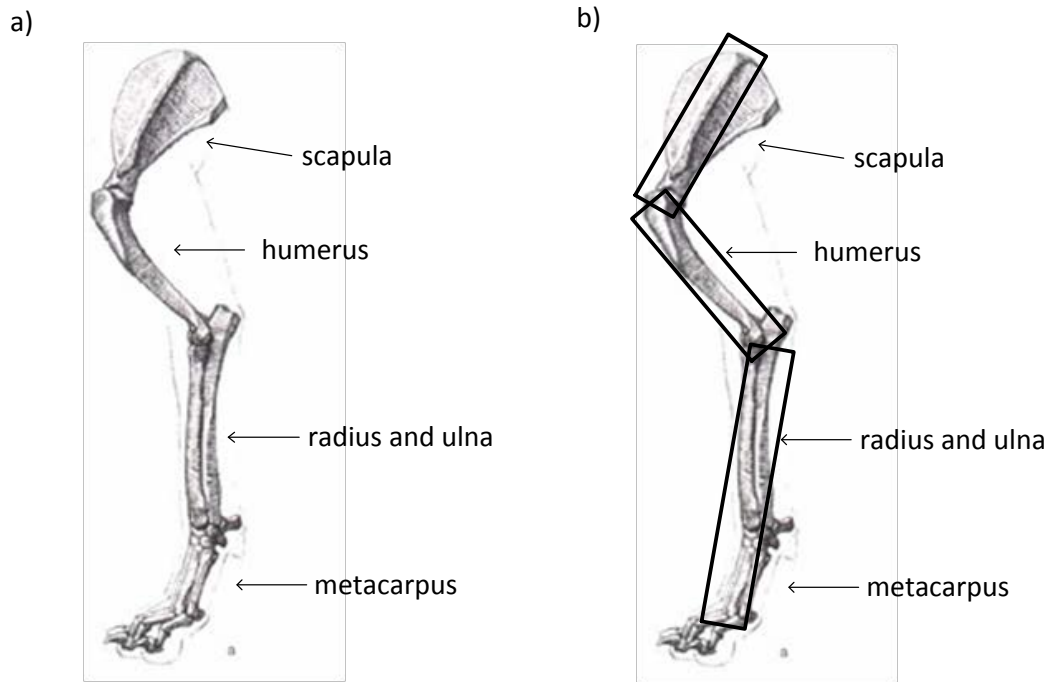 a)
scapula
humerus
radius and ulna
metacarpus
a
b)
scapula
humerus
radius and ulna
metacarpus
a